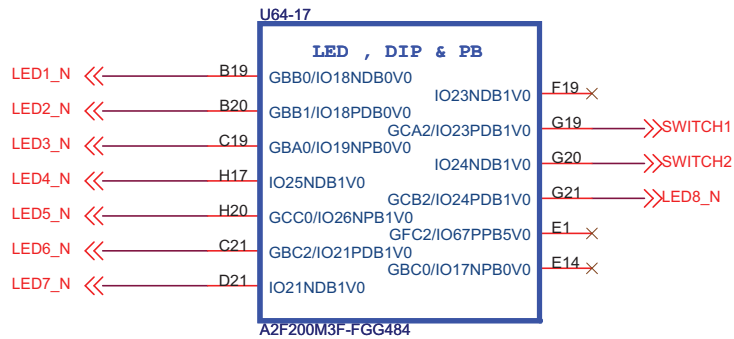 U64-17
LED , DIP & PB
LED1_N B19 GBB0/IO18NDB0V0
IO23NDB1V0 F19
LED2_N B20 GBB1/IO18PDB0V0
GCA2/IO23PDB1V0 G19 SWITCH1
LED3_N C19 GBA0/IO19NPB0V0
IO24NDB1V0 G20 SWITCH2
LED4_N H17 IO25NDB1V0
GCB2/IO24PDB1V0 G21 LED8_N
LED5_N H20 GCC0/IO26NPB1V0
GFC2/IO67PPB5V0 E1
LED6_N C21 GBC2/IO21PDB1V0
GBC0/IO17NPB0V0 E14
LED7_N D21 IO21NDB1V0
A2F200M3F-FGG484